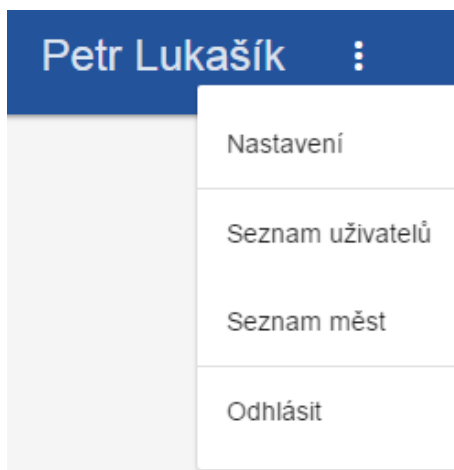 Petr Lukašík
Nastavení
Seznam uživatelů
Seznam měst
Odhlásit